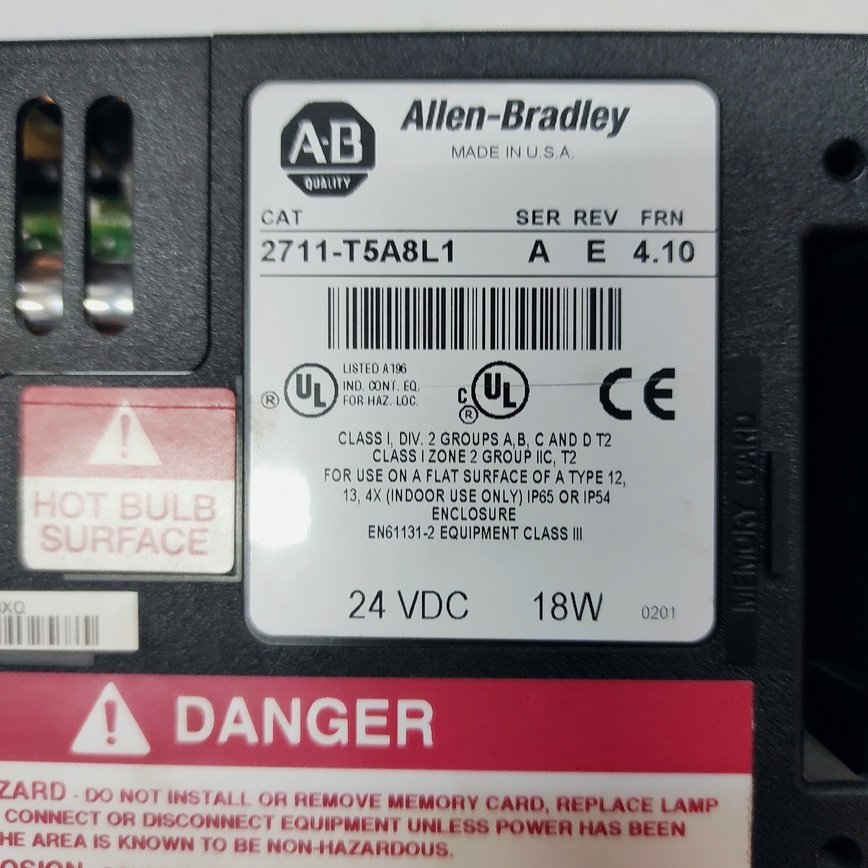 A·B
QUALITY
Allen-Bradley
MADE IN U.S.A.
CAT SER REV FRN
2711-T5A8L1 A E 4.10
® UL
LISTED A196
IND. CONT. EQ.
FOR HAZ. LOC.
C UL ®
CE
CLASS I, DIV. 2 GROUPS A, B, C AND D T2
CLASS I ZONE 2 GROUP IIC, T2
FOR USE ON A FLAT SURFACE OF A TYPE 12,
13, 4X (INDOOR USE ONLY) IP65 OR IP54
ENCLOSURE
EN61131-2 EQUIPMENT CLASS III
24 VDC 18W 0201
HOT BULB
SURFACE
XQ
MEMORY CARD
DANGER
ZARD - DO NOT INSTALL OR REMOVE MEMORY CARD, REPLACE LAMP
CONNECT OR DISCONNECT EQUIPMENT UNLESS POWER HAS BEEN
HE AREA IS KNOWN TO BE NON-HAZARDOUS.